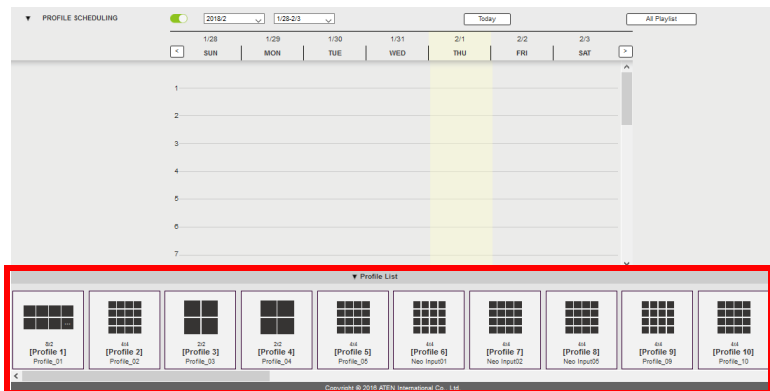 ▼ PROFILE SCHEDULING 2018/2 1/28-2/3 Today All Playlist
1/28 1/29 1/30 1/31 2/1 2/2 2/3
< SUN MON TUE WED THU FRI SAT >
1
2
3
4
5
6
7
▼ Profile List
8/2 4/4 2/2 2/2 4/4 4/4 4/4 4/4 4/4 4/4
[Profile 1] [Profile 2] [Profile 3] [Profile 4] [Profile 5] [Profile 6] [Profile 7] [Profile 8] [Profile 9] [Profile 10]
Profile_01 Profile_02 Profile_03 Profile_04 Profile_05 Neo Input01 Neo Input02 Neo Input05 Profile_09 Profile_10
Copyright © 2016 ATEN International Co., Ltd.